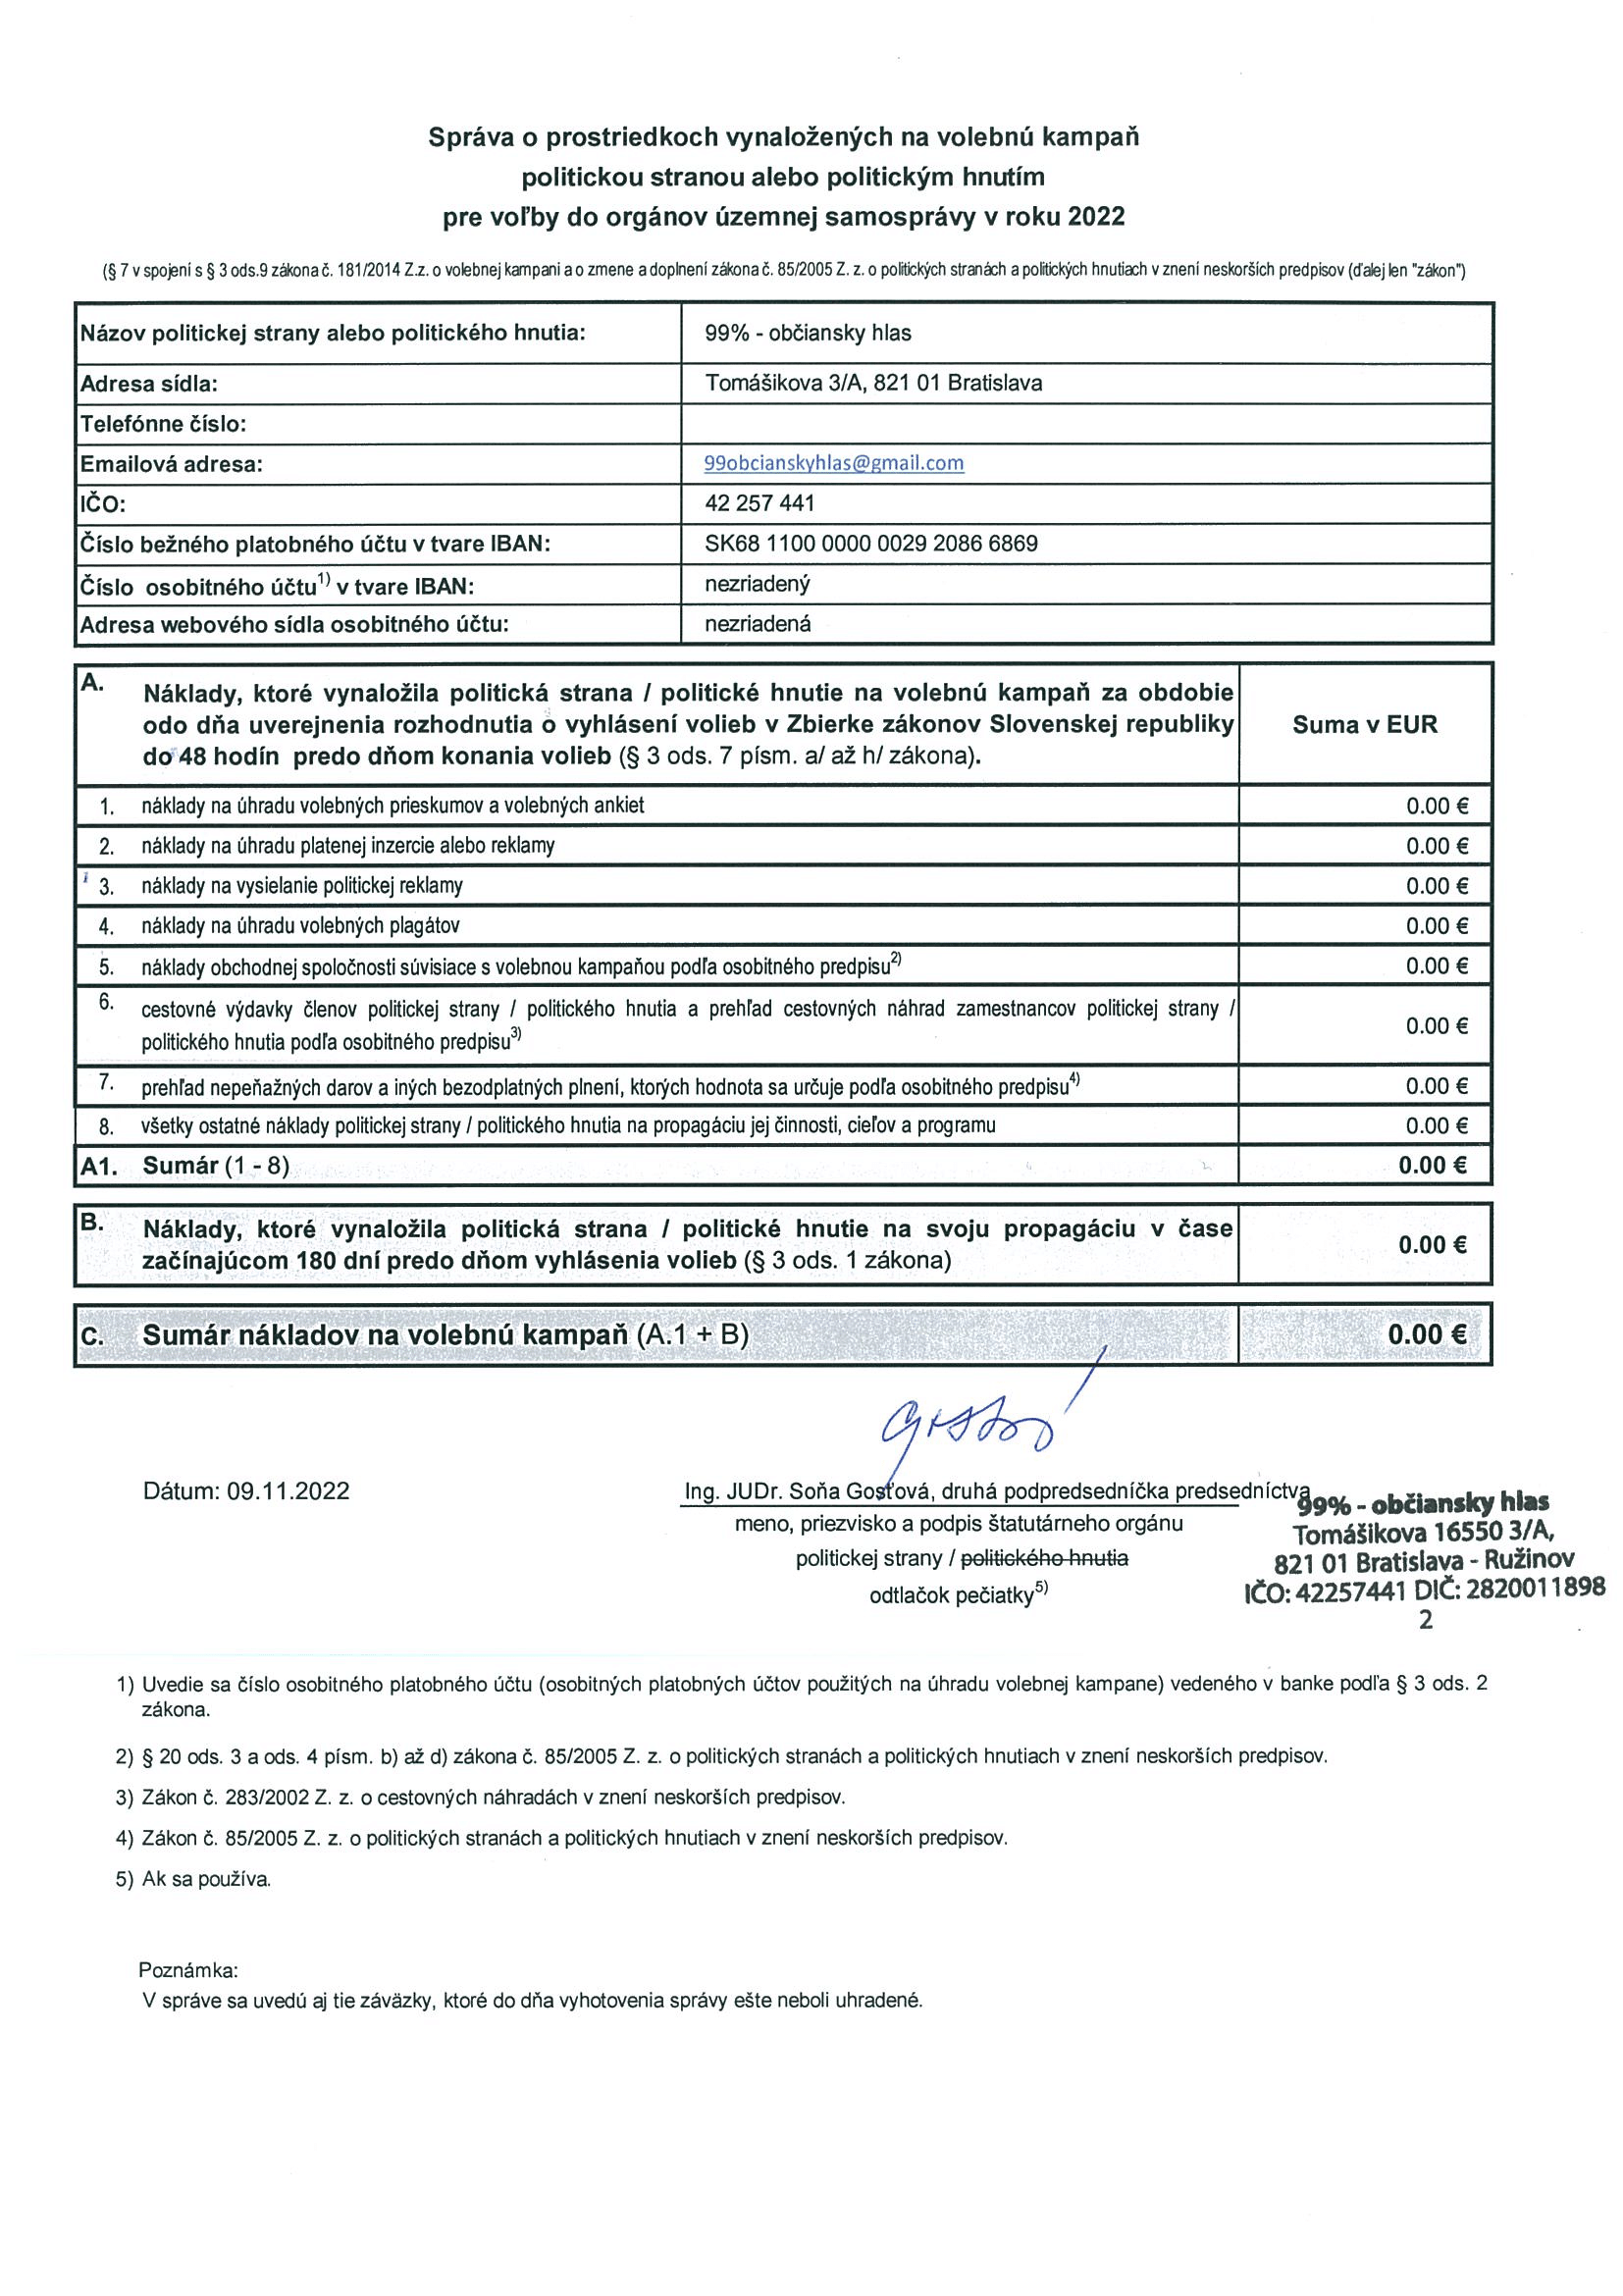 Správa o prostriedkoch vynaložených na volebnú kampaň
politickou stranou alebo politickým hnutím
pre voľby do orgánov územnej samosprávy v roku 2022
(§ 7 v spojení s § 3 ods.9 zákona č. 181/2014 Z.z. o volebnej kampani a o zmene a doplnení zákona č. 85/2005 Z. z. o politických stranách a politických hnutiach v znení neskorších predpisov (ďalej len "zákon")
Názov politickej strany alebo politického hnutia: 99% - občiansky hlas
Adresa sídla: Tomášikova 3/A, 821 01 Bratislava
Telefónne číslo:
Emailová adresa: 99obcianskyhlas@gmail.com
IČO: 42 257 441
Číslo bežného platobného účtu v tvare IBAN: SK68 1100 0000 0029 2086 6869
Číslo osobitného účtu1) v tvare IBAN: nezriadený
Adresa webového sídla osobitného účtu: nezriadená
A. Náklady, ktoré vynaložila politická strana / politické hnutie na volebnú kampaň za obdobie
odo dňa uverejnenia rozhodnutia o vyhlásení volieb v Zbierke zákonov Slovenskej republiky Suma v EUR
do 48 hodín predo dňom konania volieb (§ 3 ods. 7 písm. a/ až h/ zákona).
1. náklady na úhradu volebných prieskumov a volebných ankiet 0.00 €
2. náklady na úhradu platenej inzercie alebo reklamy 0.00 €
3. náklady na vysielanie politickej reklamy 0.00 €
4. náklady na úhradu volebných plagátov 0.00 €
5. náklady obchodnej spoločnosti súvisiace s volebnou kampaňou podľa osobitného predpisu2) 0.00 €
6. cestovné výdavky členov politickej strany / politického hnutia a prehľad cestovných náhrad zamestnancov politickej strany /
politického hnutia podľa osobitného predpisu3) 0.00 €
7. prehľad nepeňažných darov a iných bezodplatných plnení, ktorých hodnota sa určuje podľa osobitného predpisu4) 0.00 €
8. všetky ostatné náklady politickej strany / politického hnutia na propagáciu jej činnosti, cieľov a programu 0.00 €
A1. Sumár (1 - 8) 0.00 €
B. Náklady, ktoré vynaložila politická strana / politické hnutie na svoju propagáciu v čase
začínajúcom 180 dní predo dňom vyhlásenia volieb (§ 3 ods. 1 zákona) 0.00 €
C. Sumár nákladov na volebnú kampaň (A.1 + B) 0.00 €
Dátum: 09.11.2022
Ing. JUDr. Soňa Gosťová, druhá podpredsedníčka predsedníctva
meno, priezvisko a podpis štatutárneho orgánu
politickej strany / politického hnutia
odtlačok pečiatky5)
99% - občiansky hlas
Tomášikova 16550 3/A,
821 01 Bratislava - Ružinov
IČO: 42257441 DIČ: 2820011898
2
1) Uvedie sa číslo osobitného platobného účtu (osobitných platobných účtov použitých na úhradu volebnej kampane) vedeného v banke podľa § 3 ods. 2
zákona.
2) § 20 ods. 3 a ods. 4 písm. b) až d) zákona č. 85/2005 Z. z. o politických stranách a politických hnutiach v znení neskorších predpisov.
3) Zákon č. 283/2002 Z. z. o cestovných náhradách v znení neskorších predpisov.
4) Zákon č. 85/2005 Z. z. o politických stranách a politických hnutiach v znení neskorších predpisov.
5) Ak sa používa.
Poznámka:
V správe sa uvedú aj tie záväzky, ktoré do dňa vyhotovenia správy ešte neboli uhradené.